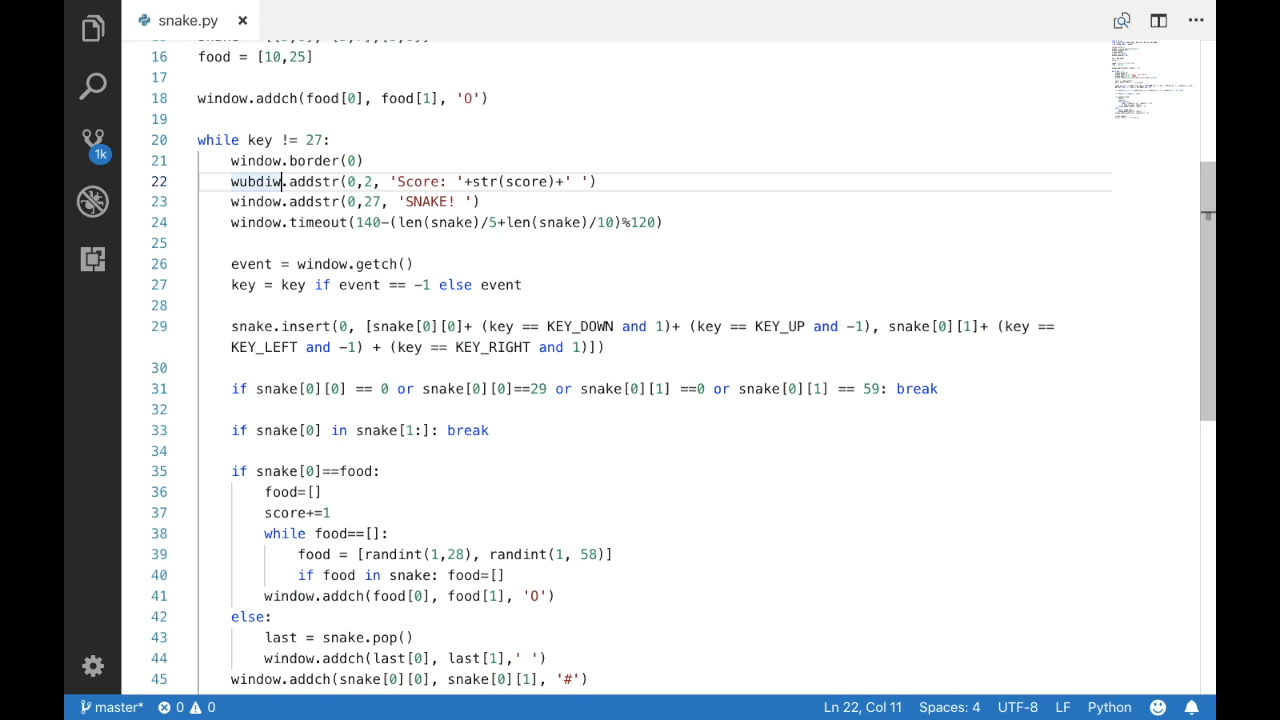 snake.py
16 food = [10,25]
17
18 window.addch(food[0], food[1], 'O')
19
20 while key != 27:
21 window.border(0)
22 wubdiw.addstr(0,2, 'Score: '+str(score)+' ')
23 window.addstr(0,27, 'SNAKE! ')
24 window.timeout(140-(len(snake)/5+len(snake)/10)%120)
25
26 event = window.getch()
27 key = key if event == -1 else event
28
29 snake.insert(0, [snake[0][0]+ (key == KEY_DOWN and 1)+ (key == KEY_UP and -1), snake[0][1]+ (key ==
KEY_LEFT and -1) + (key == KEY_RIGHT and 1)])
30
31 if snake[0][0] == 0 or snake[0][0]==29 or snake[0][1] ==0 or snake[0][1] == 59: break
32
33 if snake[0] in snake[1:]: break
34
35 if snake[0]==food:
36 food=[]
37 score+=1
38 while food==[]:
39 food = [randint(1,28), randint(1, 58)]
40 if food in snake: food=[]
41 window.addch(food[0], food[1], 'O')
42 else:
43 last = snake.pop()
44 window.addch(last[0], last[1],' ')
45 window.addch(snake[0][0], snake[0][1], '#')
1k
master* 0 0 Ln 22, Col 11 Spaces: 4 UTF-8 LF Python